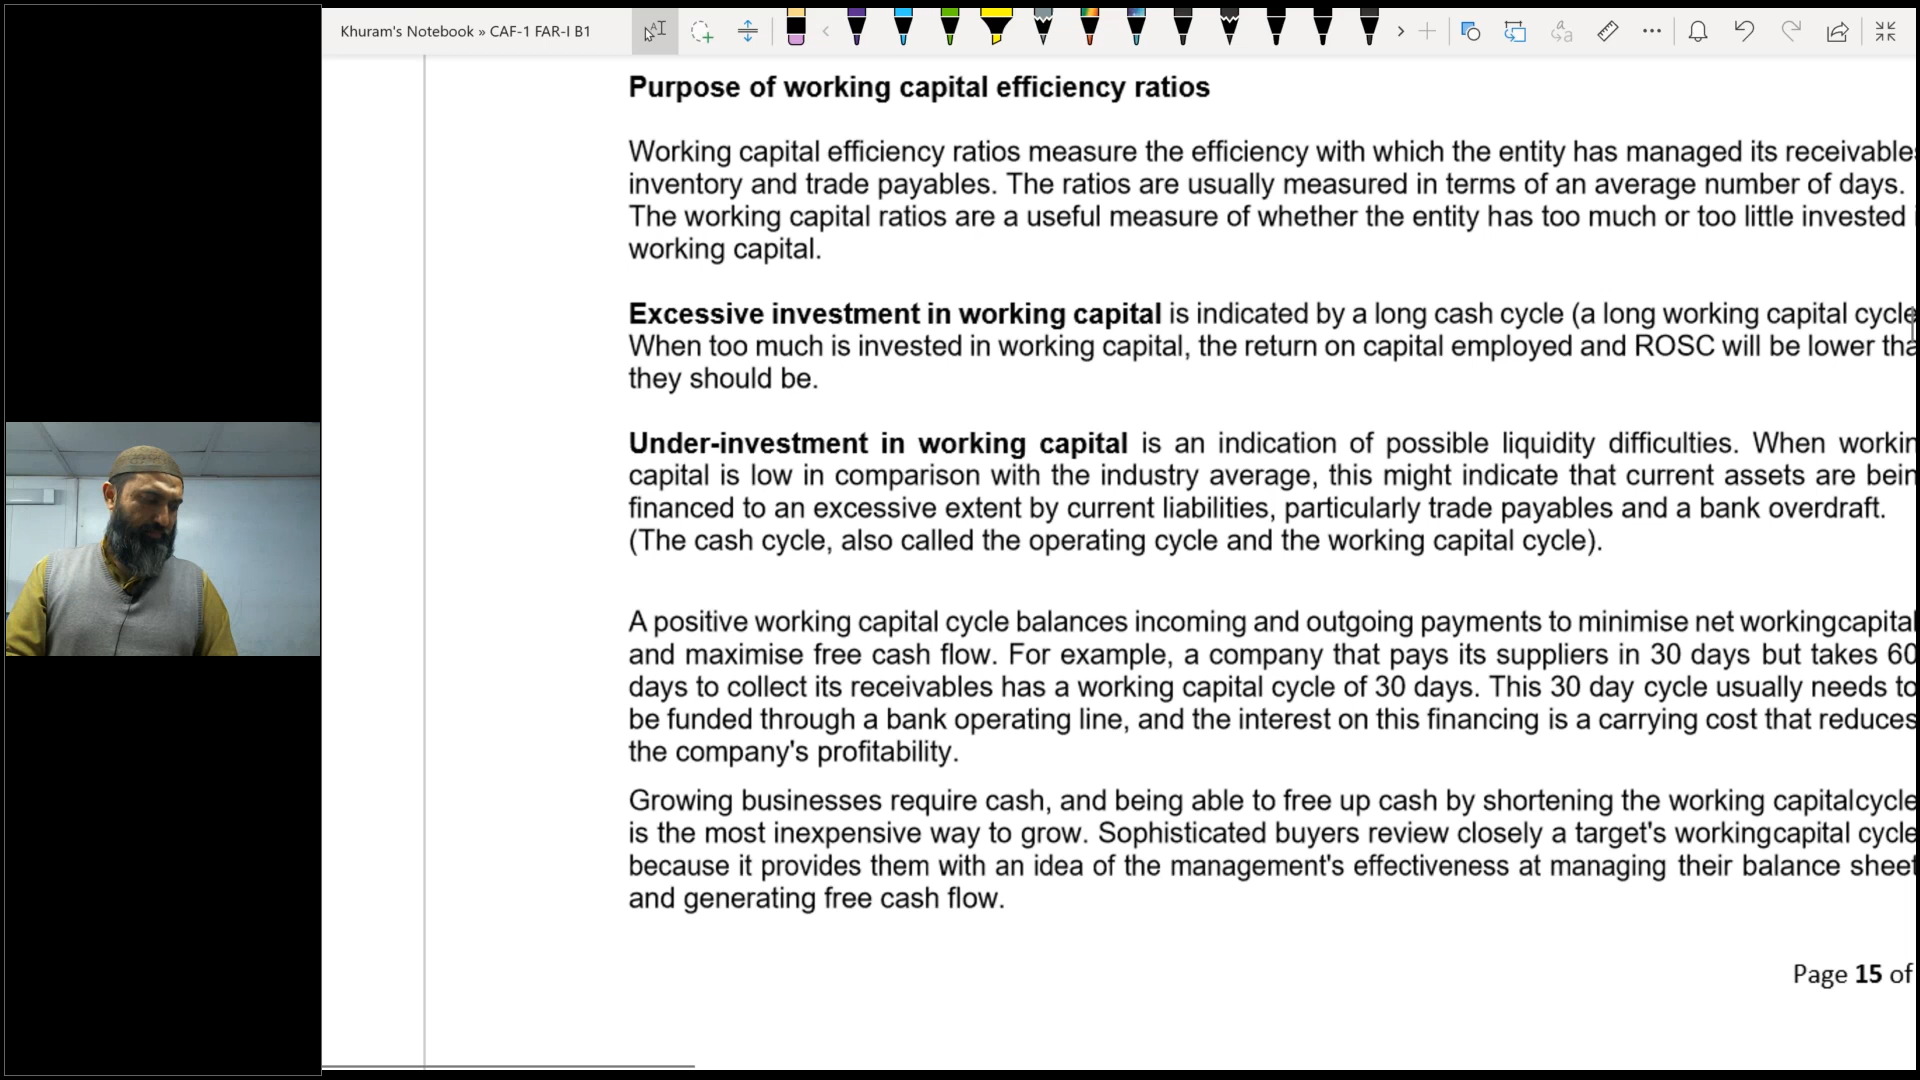 Khuram's Notebook » CAF-1 FAR-I B1
Purpose of working capital efficiency ratios
Working capital efficiency ratios measure the efficiency with which the entity has managed its receivables
inventory and trade payables. The ratios are usually measured in terms of an average number of days.
The working capital ratios are a useful measure of whether the entity has too much or too little invested
working capital.
Excessive investment in working capital is indicated by a long cash cycle (a long working capital cycle
When too much is invested in working capital, the return on capital employed and ROSC will be lower tha
they should be.
Under-investment in working capital is an indication of possible liquidity difficulties. When workin
capital is low in comparison with the industry average, this might indicate that current assets are bein
financed to an excessive extent by current liabilities, particularly trade payables and a bank overdraft.
(The cash cycle, also called the operating cycle and the working capital cycle).
A positive working capital cycle balances incoming and outgoing payments to minimise net workingcapital
and maximise free cash flow. For example, a company that pays its suppliers in 30 days but takes 60
days to collect its receivables has a working capital cycle of 30 days. This 30 day cycle usually needs to
be funded through a bank operating line, and the interest on this financing is a carrying cost that reduces
the company's profitability.
Growing businesses require cash, and being able to free up cash by shortening the working capitalcycle
is the most inexpensive way to grow. Sophisticated buyers review closely a target's workingcapital cycle
because it provides them with an idea of the management's effectiveness at managing their balance sheet
and generating free cash flow.
Page 15 of